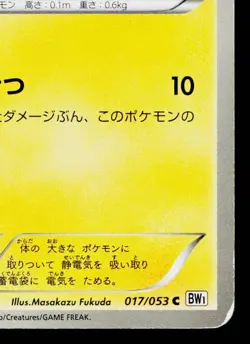 モン 高さ：0.1m 重さ：0.6kg
つ 10
ダメージぶん、このポケモンの
体の 大きな ポケモンに
取りついて 静電気を 吸い取り
蓄電袋に 電気を ためる。
Illus.Masakazu Fukuda 017/053 C BW1
/Creatures/GAME FREAK.